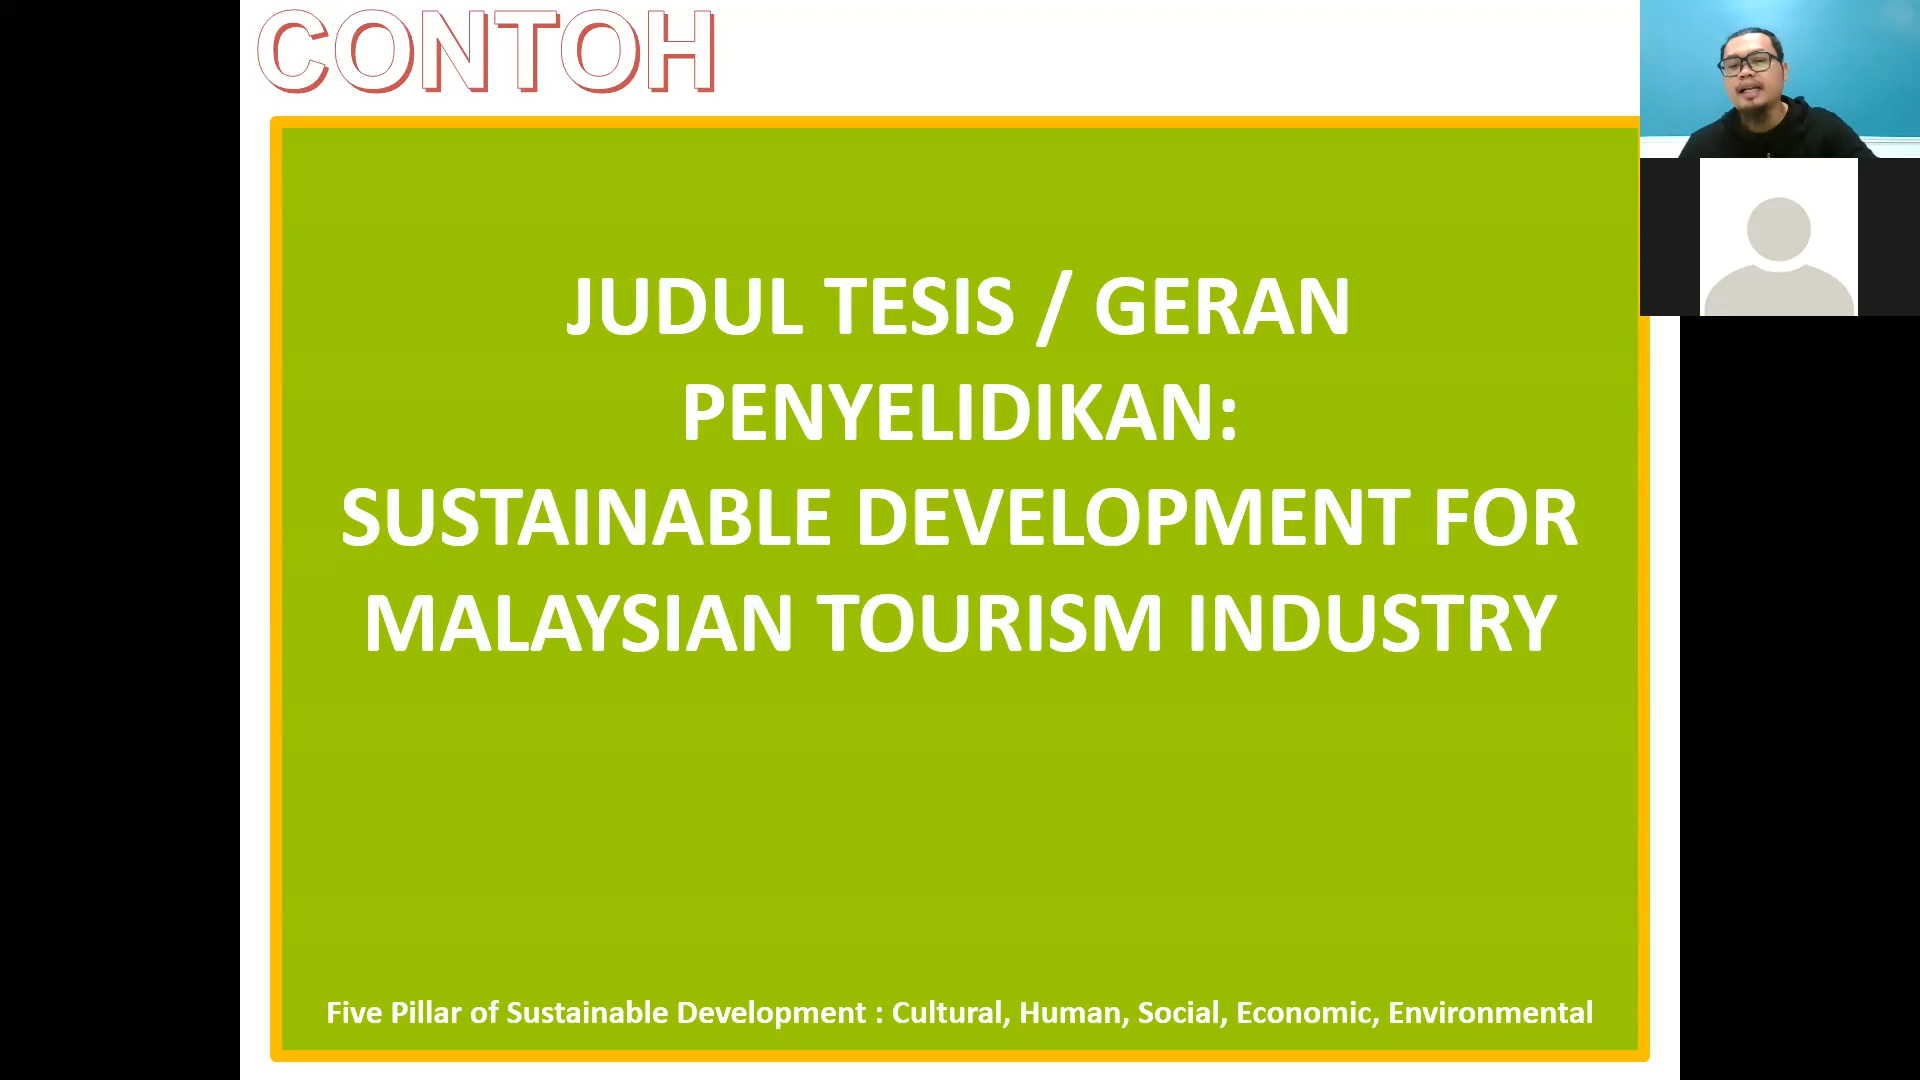 CONTOH
JUDUL TESIS / GERAN
PENYELIDIKAN:
SUSTAINABLE DEVELOPMENT FOR
MALAYSIAN TOURISM INDUSTRY
Five Pillar of Sustainable Development : Cultural, Human, Social, Economic, Environmental